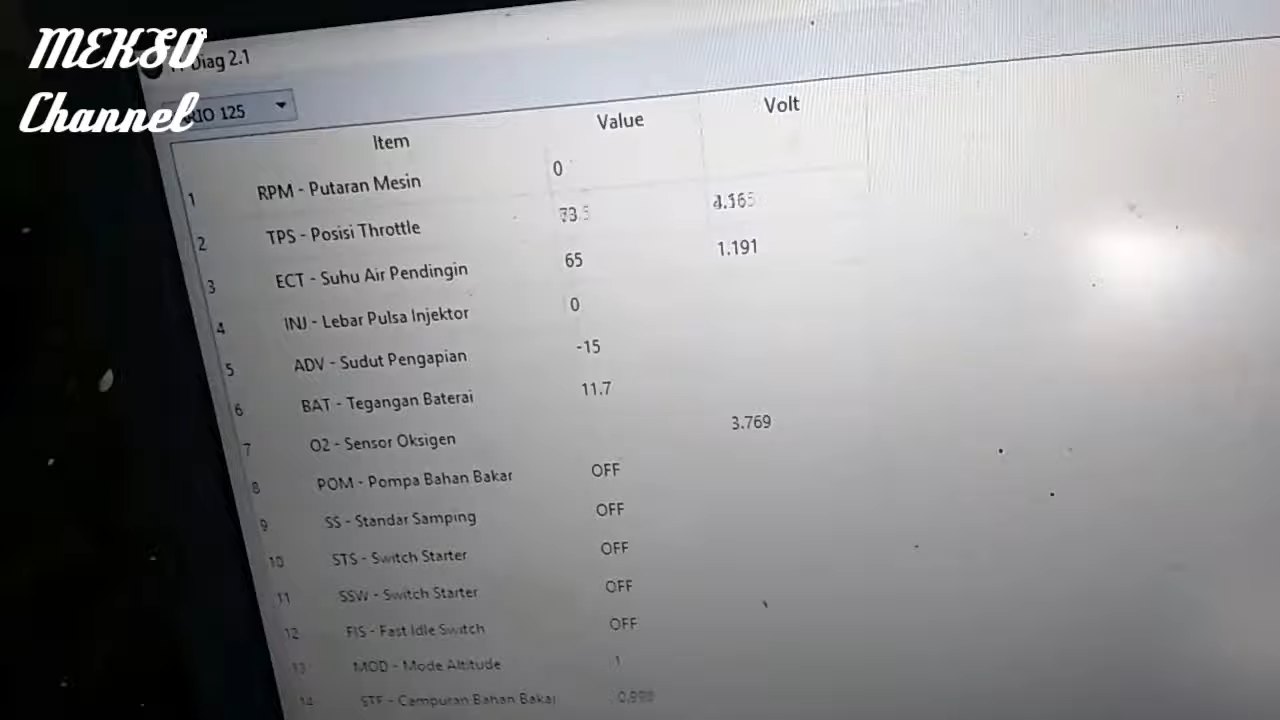 MEKSO
Channel
Diag 2.1
RIO 125
Item Value Volt
1 RPM - Putaran Mesin 0
2 TPS - Posisi Throttle
3 ECT - Suhu Air Pendingin 65 1.191
4 INJ - Lebar Pulsa Injektor 0
5 ADV - Sudut Pengapian -15
6 BAT - Tegangan Baterai 11.7
7 O2 - Sensor Oksigen 3.769
8 POM - Pompa Bahan Bakar OFF
9 SS - Standar Samping OFF
10 STS - Switch Starter OFF
11 SSW - Switch Starter OFF
12 FIS - Fast Idle Switch OFF
13 MOD - Mode Altitude 1
14 STF - Campuran Bahan Bakar